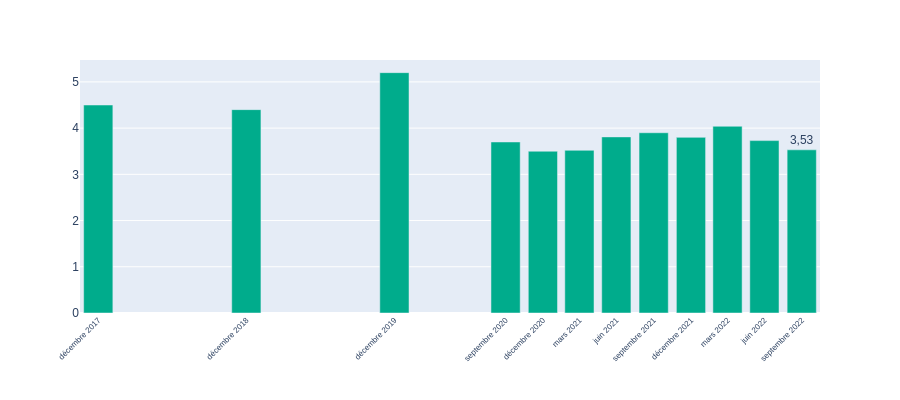 5
4
3
2
1
0
3,53
décembre 2017
décembre 2018
décembre 2019
septembre 2020
décembre 2020
mars 2021
juin 2021
septembre 2021
décembre 2021
mars 2022
juin 2022
septembre 2022